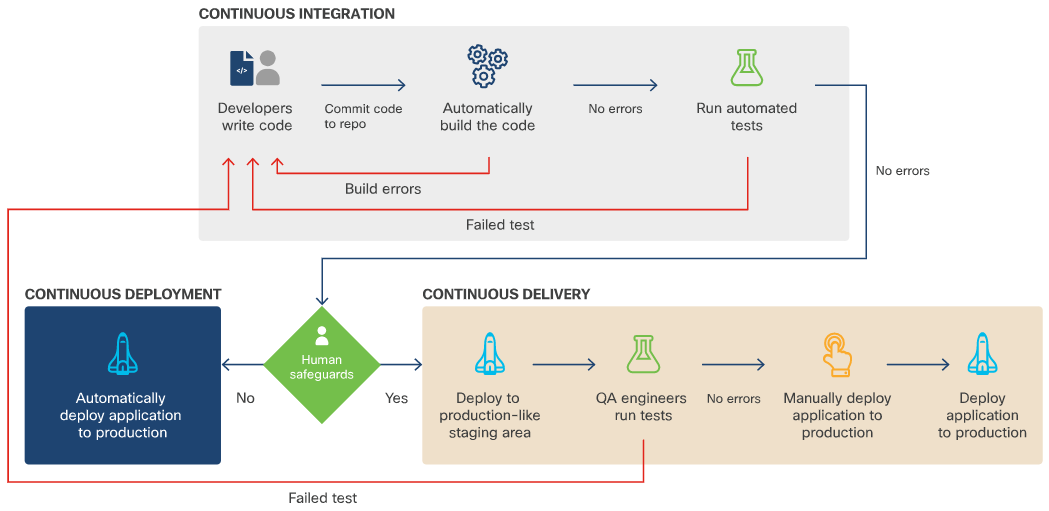 CONTINUOUS INTEGRATION
</>
Developers
write code
Commit code
to repo
Automatically
build the code
No errors
Run automated
tests
No errors
Build errors
Failed test
CONTINUOUS DEPLOYMENT
Automatically
deploy application
to production
No
Human
safeguards
Yes
CONTINUOUS DELIVERY
Deploy to
production-like
staging area
QA engineers
run tests
No errors
Manually deploy
application to
production
Deploy
application
to production
Failed test